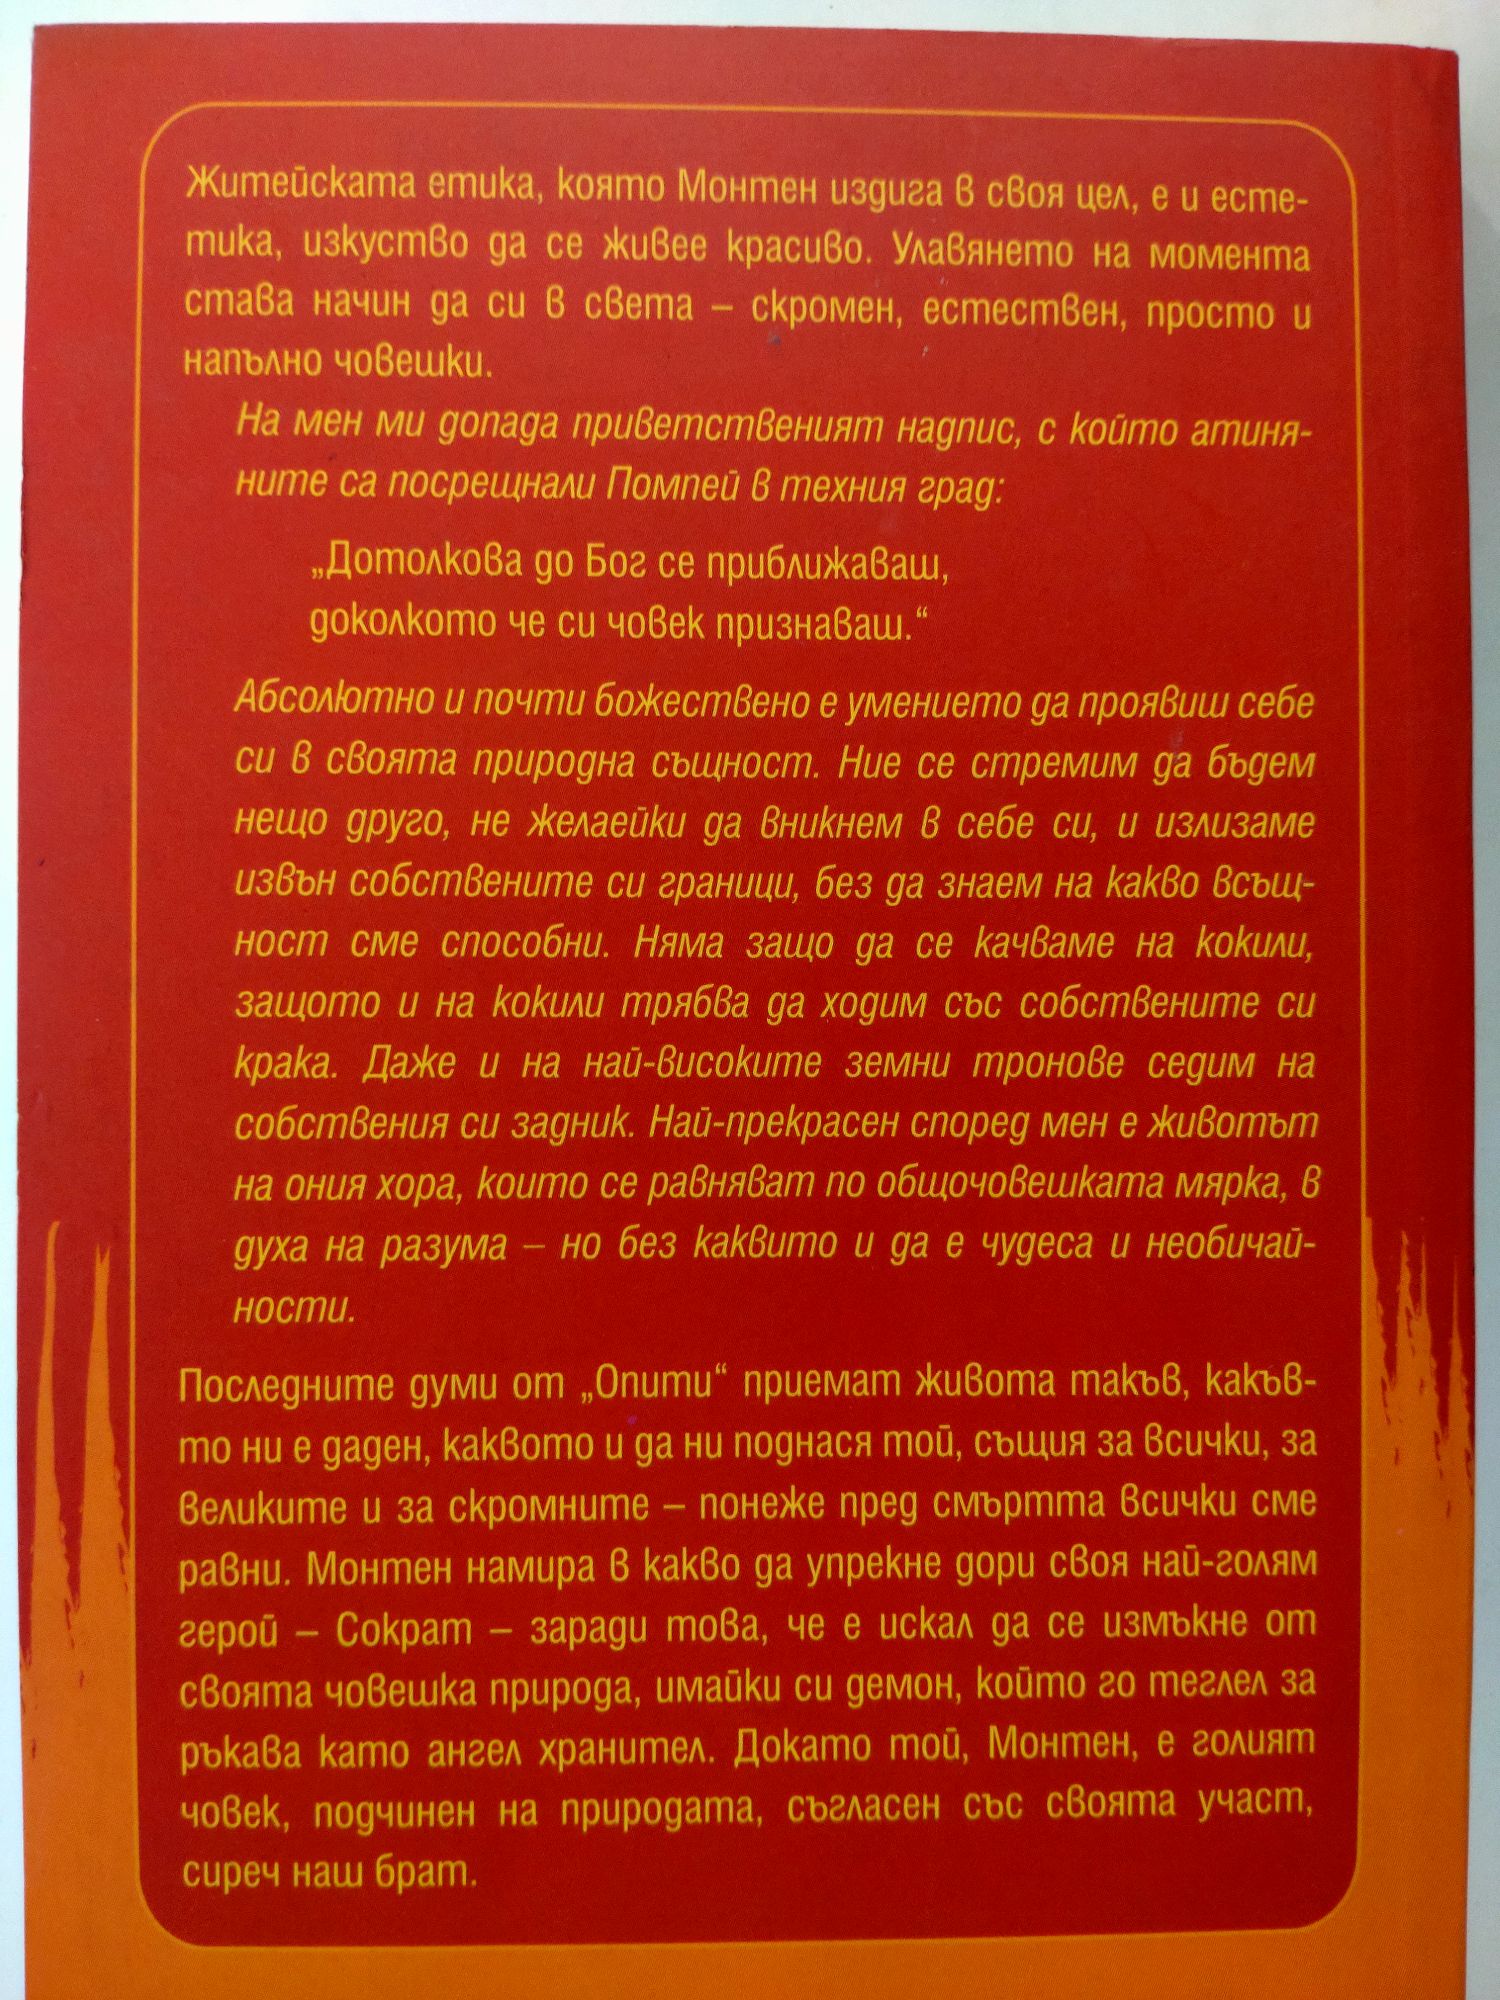 Житейската етика, която Монтен издига в своя цел, е и есте-
тика, изкуство да се живее красиво. Улавянето на момента
става начин да си в света – скромен, естествен, просто и
напълно човешки.
На мен ми допада приветственият надпис, с който атиня-
ните са посрещнали Помпей в техния град:
„Дотолкова до Бог се приближаваш,
доколкото че си човек признаваш.“
Абсолютно и почти божествено е умението да проявиш себе
си в своята природна същност. Ние се стремим да бъдем
нещо друго, не желаейки да вникнем в себе си, и излизаме
извън собствените си граници, без да знаем на какво всъщ-
ност сме способни. Няма защо да се качваме на кокили,
защото и на кокили трябва да ходим със собствените си
крака. Даже и на най-високите земни тронове седим на
собствения си задник. Най-прекрасен според мен е животът
на ония хора, които се равняват по общочовешката мярка, в
духа на разума – но без каквито и да е чудеса и необичай-
ности.
Последните думи от „Опити“ приемат живота такъв, какъв-
то ни е даден, каквото и да ни поднася той, същия за всички, за
великите и за скромните – понеже пред смъртта всички сме
равни. Монтен намира в какво да упрекне дори своя най-голям
герой – Сократ – заради това, че е искал да се измъкне от
своята човешка природа, имайки си демон, който го теглел за
ръкава като ангел хранител. Докато той, Монтен, е голият
човек, подчинен на природата, съгласен със своята участ,
сиреч наш брат.